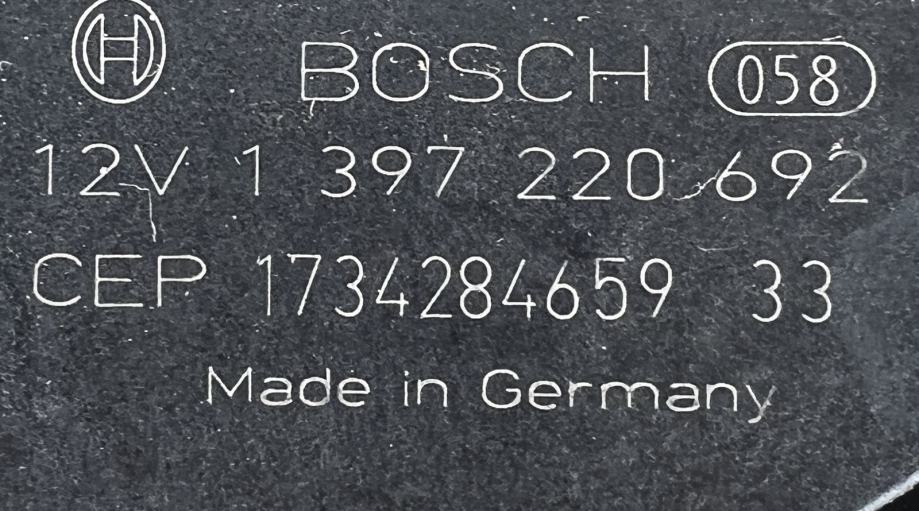 BOSCH 058
12V 1 397 220 692
CEP 1734284659 33
Made in Germany